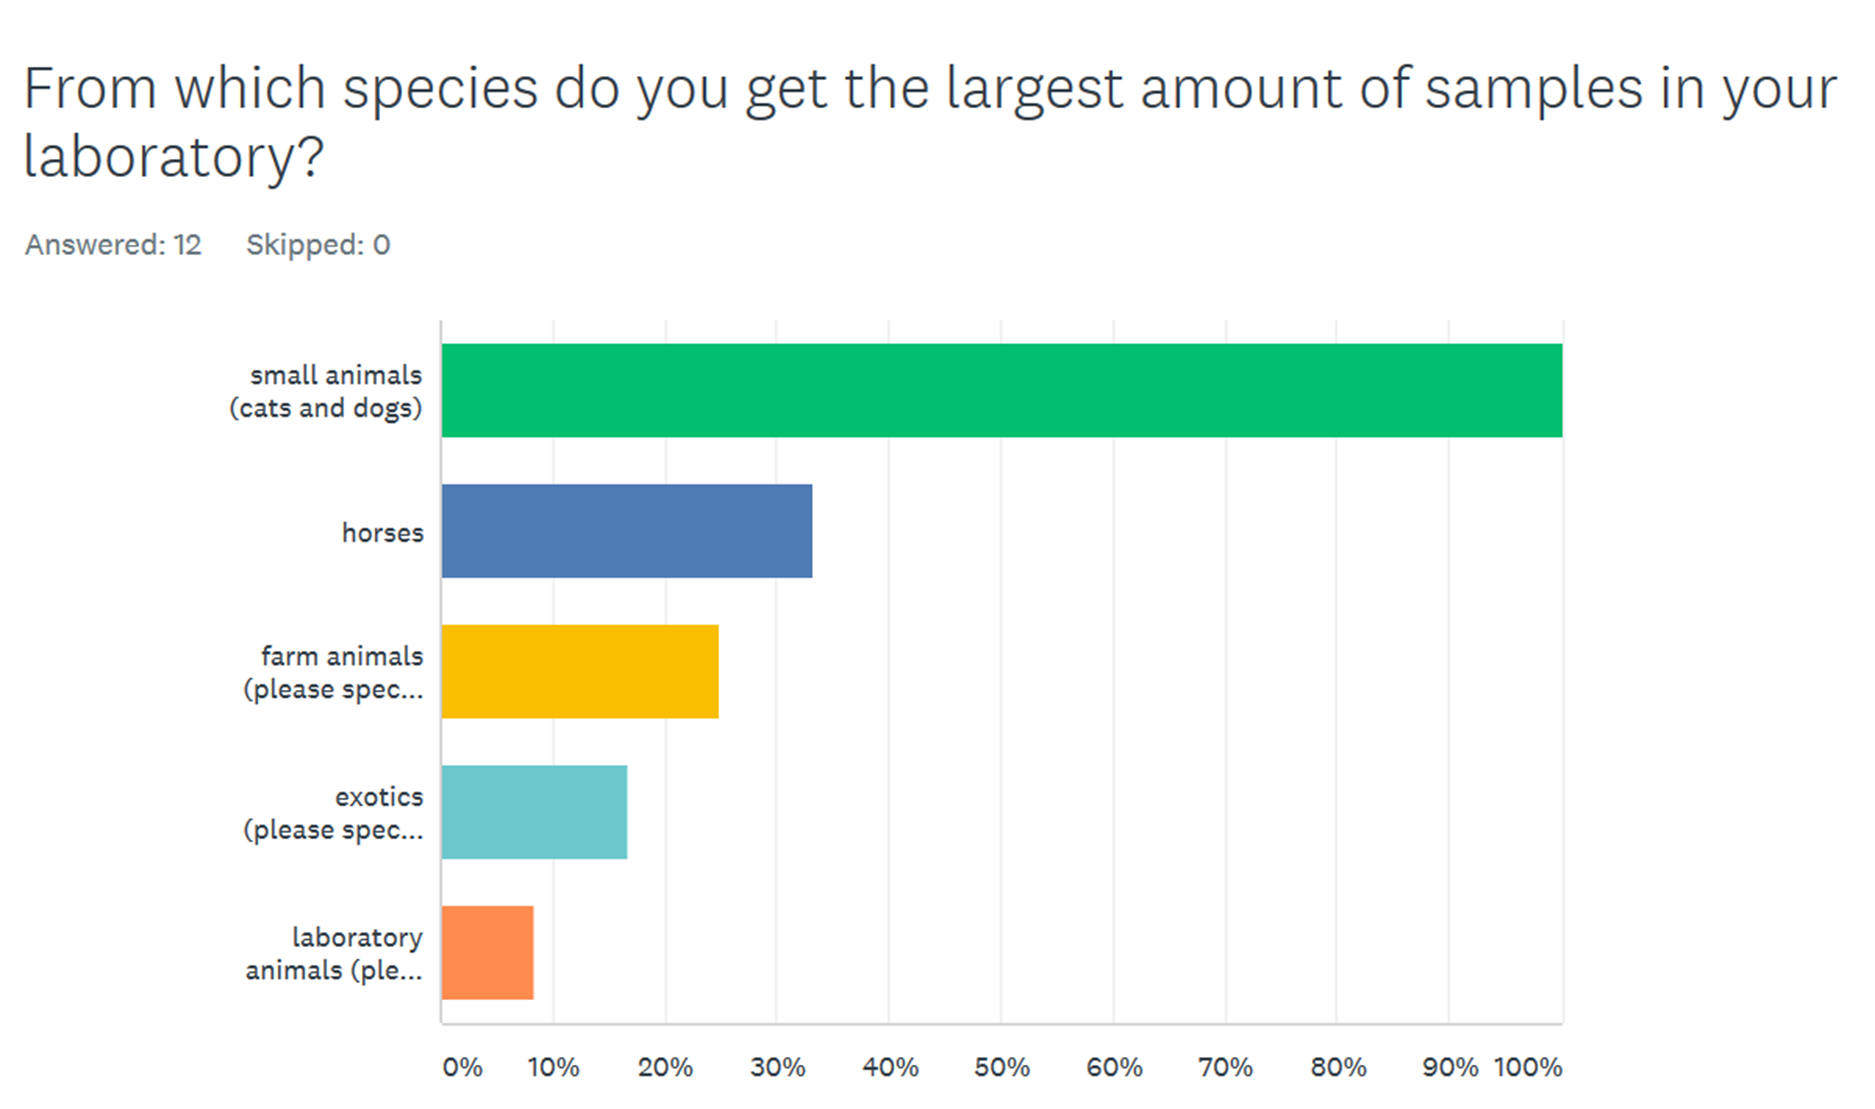 From which species do you get the largest amount of samples in your
laboratory?
Answered: 12 Skipped: 0
small animals
(cats and dogs)
horses
farm animals
(please spec...
exotics
(please spec...
laboratory
animals (ple...
0% 10% 20% 30% 40% 50% 60% 70% 80% 90% 100%